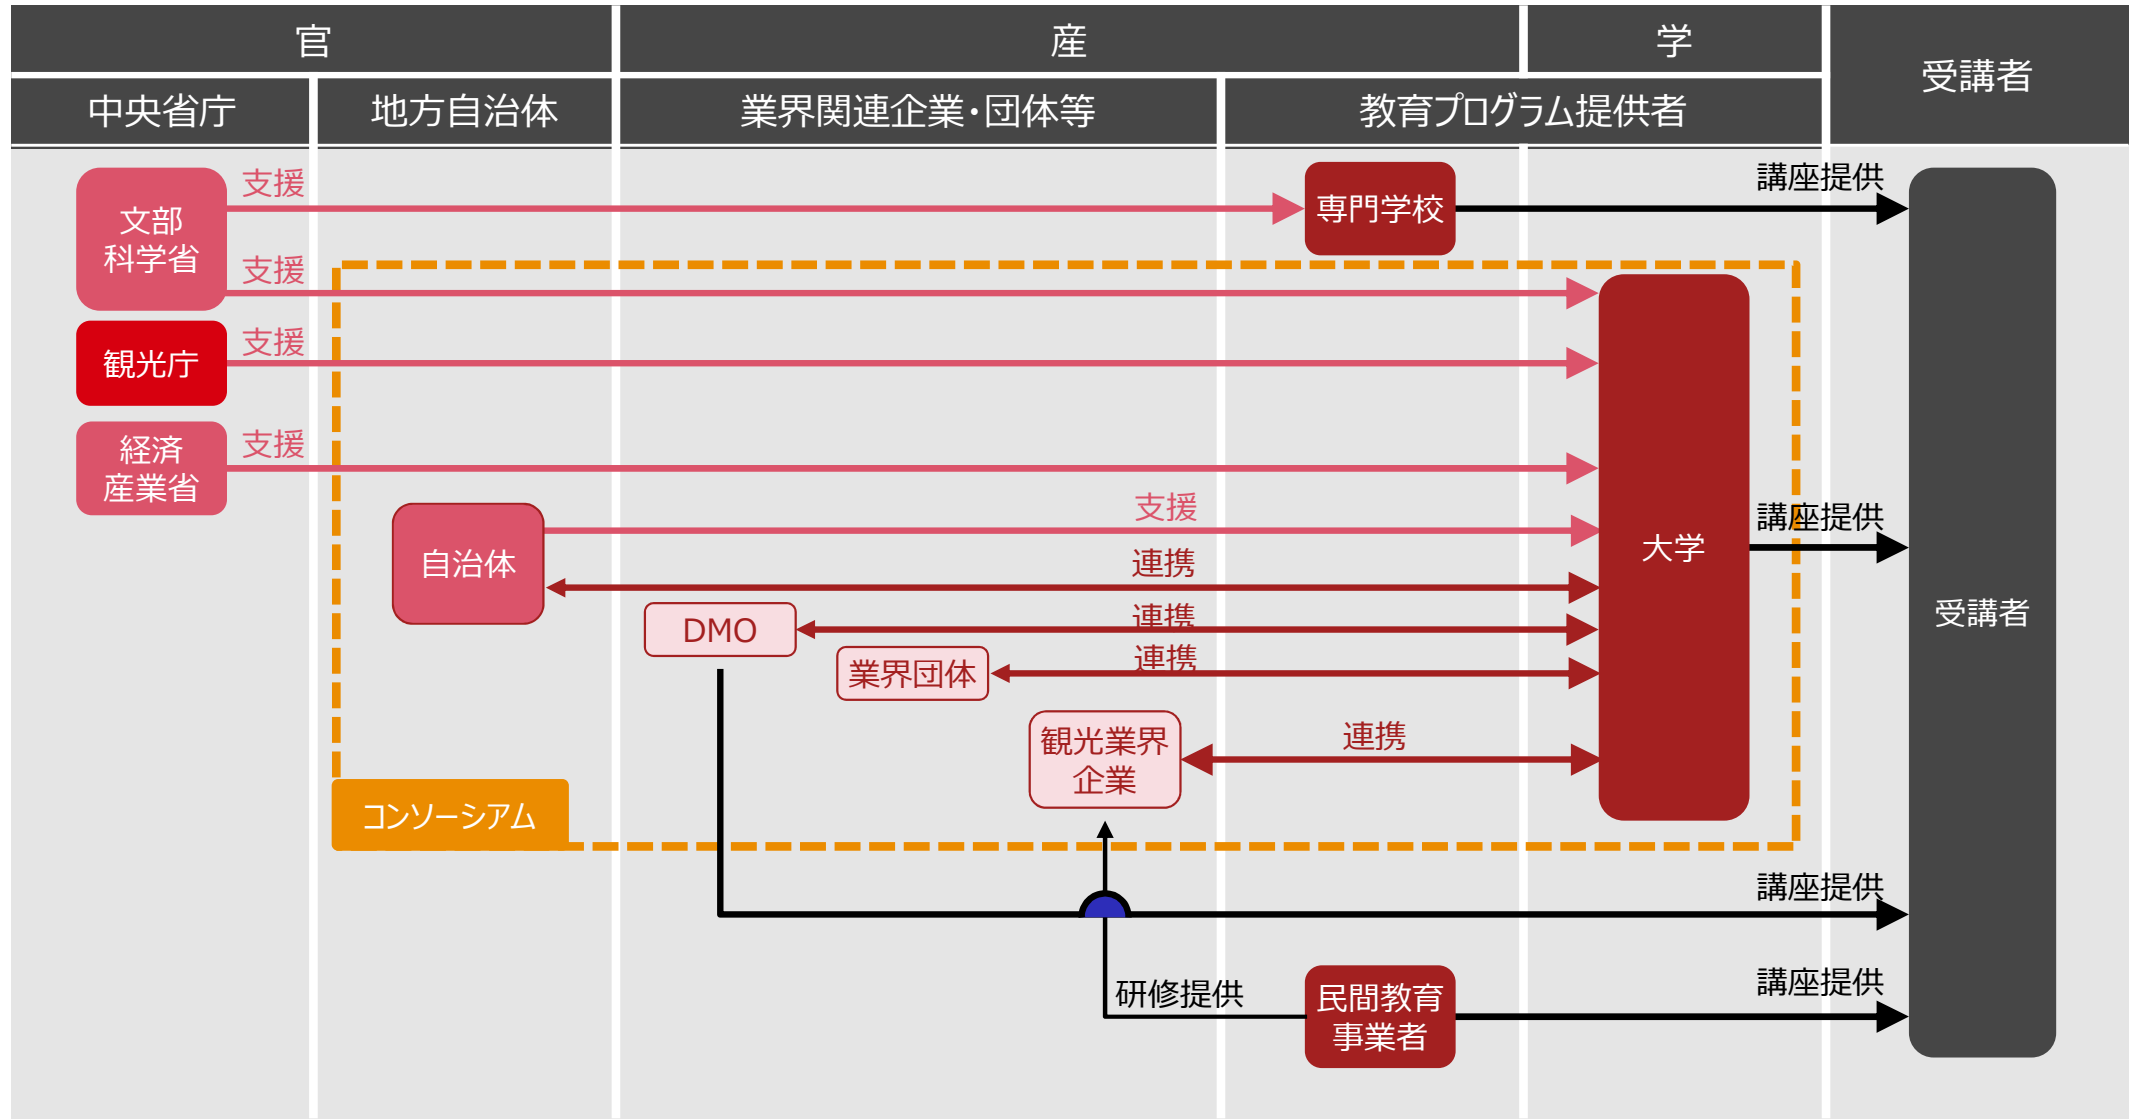 官
産
学
受講者
中央省庁
地方自治体
業界関連企業・団体等
教育プログラム提供者
文部
科学省
支援
専門学校
講座提供
支援
観光庁
支援
経済
産業省
支援
自治体
支援
連携
大学
講座提供
受講者
DMO
連携
業界団体
連携
観光業界
企業
連携
コンソーシアム
講座提供
研修提供
民間教育
事業者
講座提供